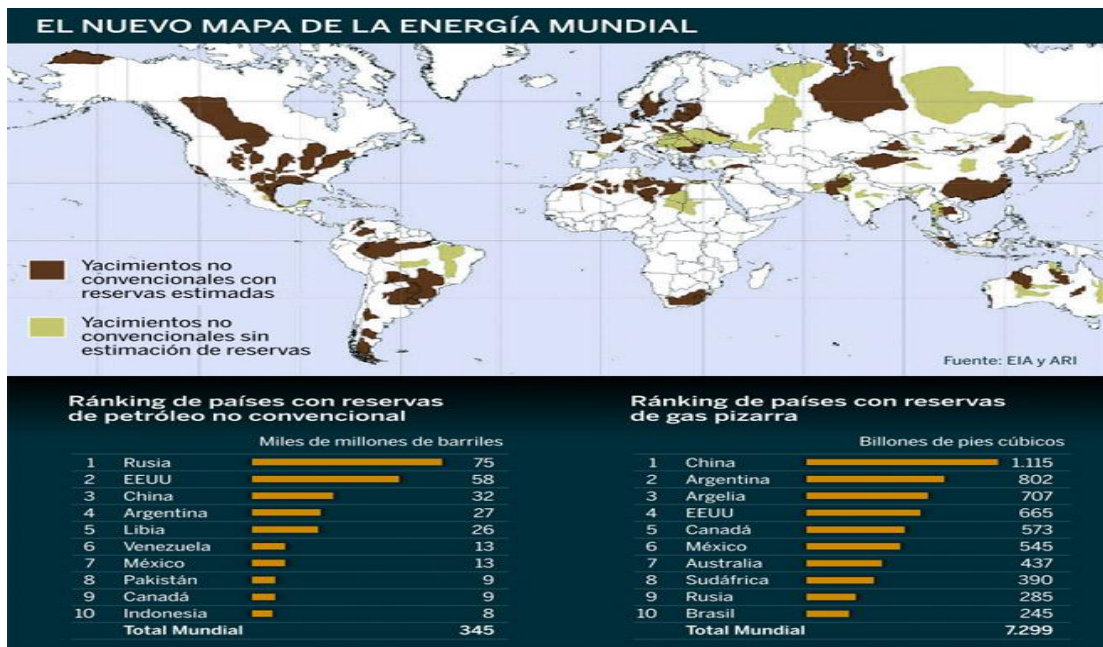 EL NUEVO MAPA DE LA ENERGÍA MUNDIAL
Yacimientos no
convencionales con
reservas estimadas
Yacimientos no
convencionales sin
estimación de reservas
Fuente: EIA y ARI
Ránking de países con reservas
de petróleo no convencional
Miles de millones de barriles
1 Rusia 75
2 EEUU 58
3 China 32
4 Argentina 27
5 Libia 26
6 Venezuela 13
7 México 13
8 Pakistán 9
9 Canadá 9
10 Indonesia 8
Total Mundial 345
Ránking de países con reservas
de gas pizarra
Billones de pies cúbicos
1 China 1.115
2 Argentina 802
3 Argelia 707
4 EEUU 665
5 Canadá 573
6 México 545
7 Australia 437
8 Sudáfrica 390
9 Rusia 285
10 Brasil 245
Total Mundial 7.299